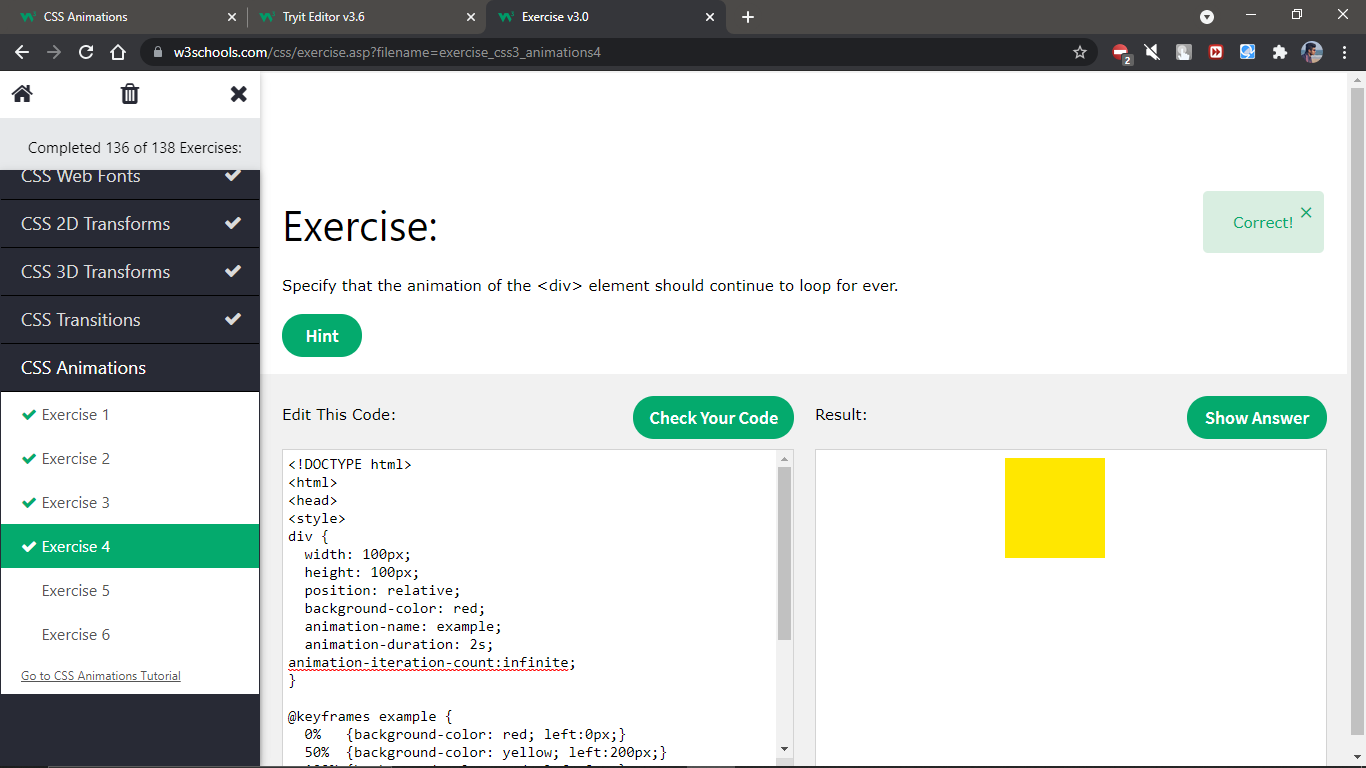 CSS Animations
Tryit Editor v3.6
Exercise v3.0
w3schools.com/css/exercise.asp?filename=exercise_css3_animations4
2
Completed 136 of 138 Exercises:
CSS Web Fonts
CSS 2D Transforms
CSS 3D Transforms
CSS Transitions
CSS Animations
Exercise 1
Exercise 2
Exercise 3
Exercise 4
Exercise 5
Exercise 6
Go to CSS Animations Tutorial
Exercise:
Correct!
Specify that the animation of the <div> element should continue to loop for ever.
Hint
Edit This Code:
Check Your Code
Result:
Show Answer
<!DOCTYPE html>
<html>
<head>
<style>
div {
  width: 100px;
  height: 100px;
  position: relative;
  background-color: red;
  animation-name: example;
  animation-duration: 2s;
animation-iteration-count:infinite;
}

@keyframes example {
  0%   {background-color: red; left:0px;}
  50%  {background-color: yellow; left:200px;}